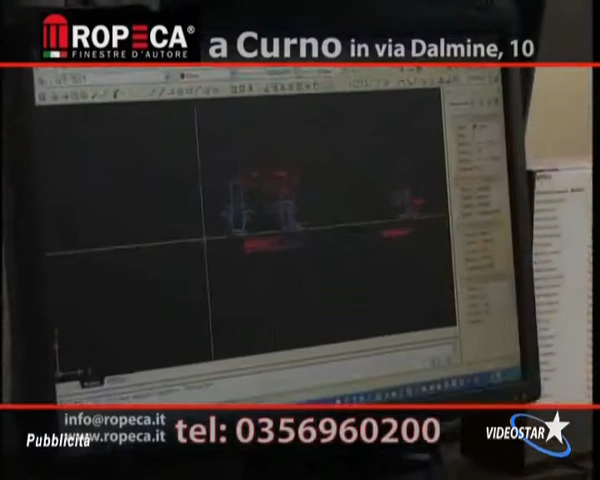 ROPECA®
FINESTRE D'AUTORE
a Curno in via Dalmine, 10
info@ropeca.it
www.ropeca.it
tel: 0356960200
Pubblicità
VIDEOSTAR